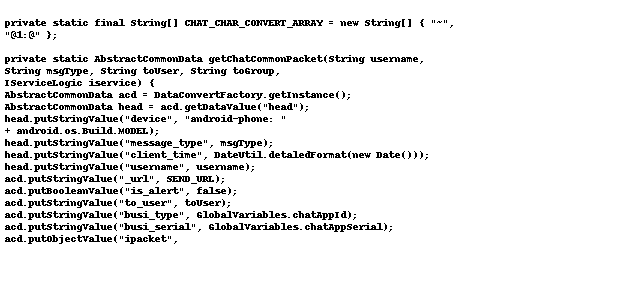 private static final String[] CHAT_CHAR_CONVERT_ARRAY = new String[] { "~",
"@1:@" };
private static AbstractCommonData getChatCommonPacket(String username,
String msgType, String toUser, String toGroup,
IServiceLogic iservice) {
AbstractCommonData acd = DataConvertFactory.getInstance();
AbstractCommonData head = acd.getDataValue("head");
head.putStringValue("device", "android-phone: "
+ android.os.Build.MODEL);
head.putStringValue("message_type", msgType);
head.putStringValue("client_time", DateUtil.detaledFormat(new Date()));
head.putStringValue("username", username);
acd.putStringValue("_url", SEND_URL);
acd.putBooleanValue("is_alert", false);
acd.putStringValue("to_user", toUser);
acd.putStringValue("busi_type", GlobalVariables.chatAppId);
acd.putStringValue("busi_serial", GlobalVariables.chatAppSerial);
acd.putObjectValue("ipacket",